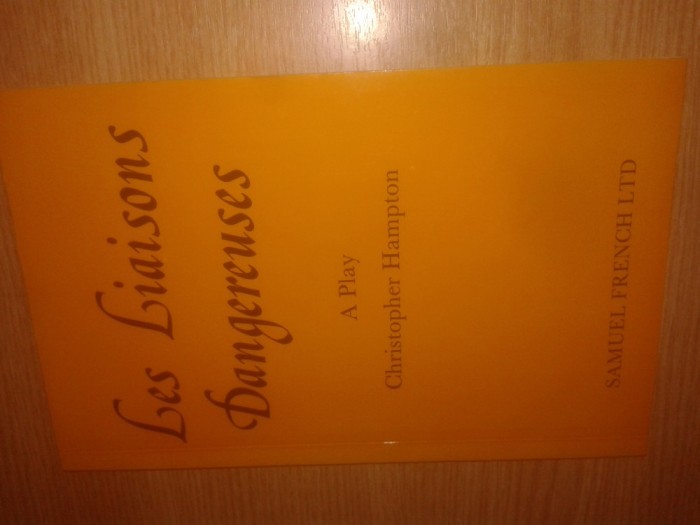 Les Liaisons
Dangereuses
A Play
Christopher Hampton
SAMUEL FRENCH LTD